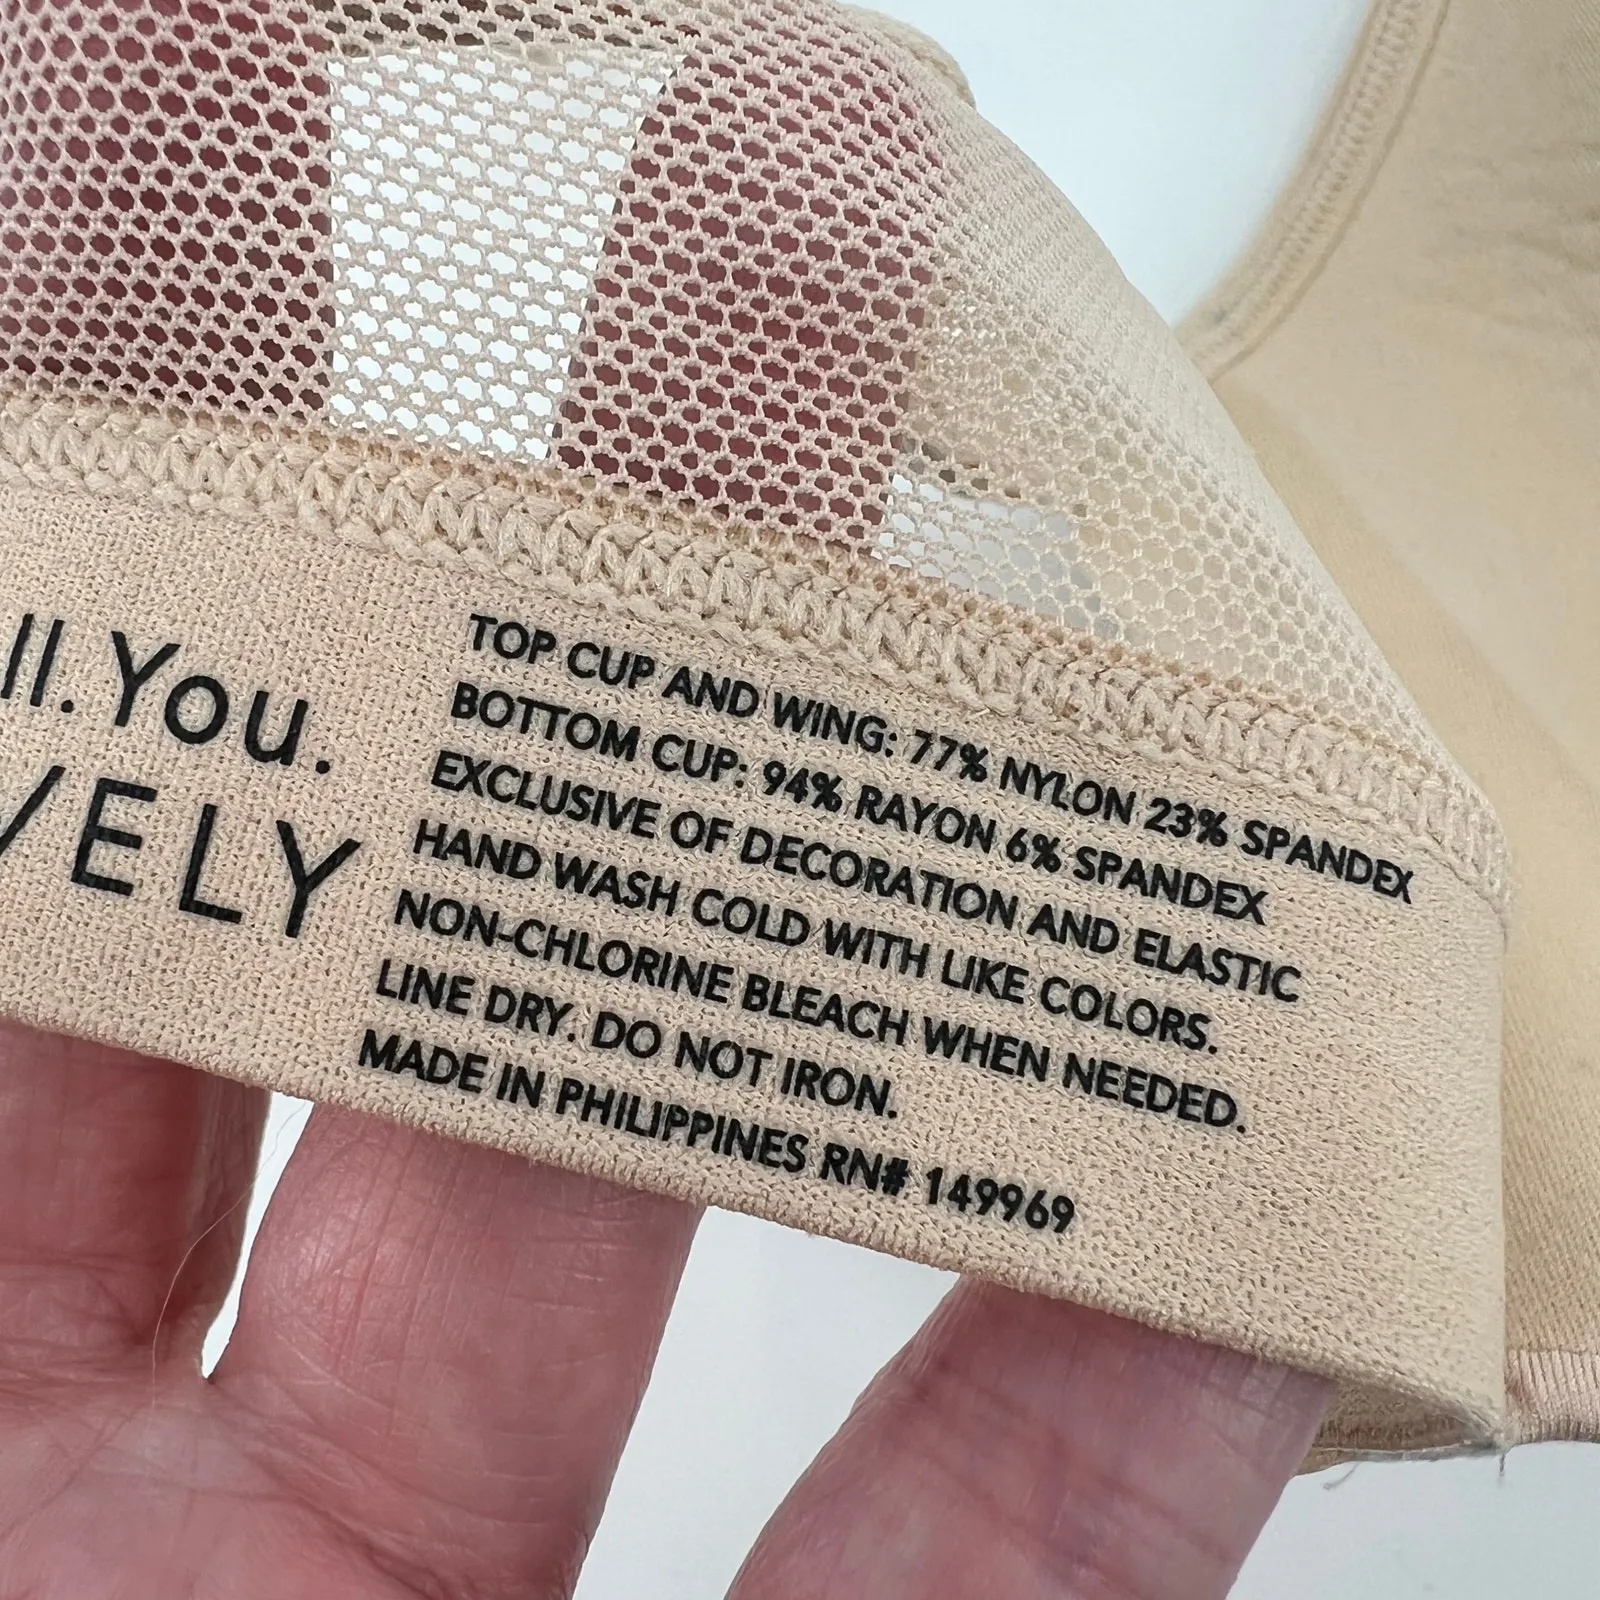 ll.You.
VELY
TOP CUP AND WING: 77% NYLON 23% SPANDEX
BOTTOM CUP: 94% RAYON 6% SPANDEX
EXCLUSIVE OF DECORATION AND ELASTIC
HAND WASH COLD WITH LIKE COLORS.
NON-CHLORINE BLEACH WHEN NEEDED.
LINE DRY. DO NOT IRON.
MADE IN PHILIPPINES RN# 149969